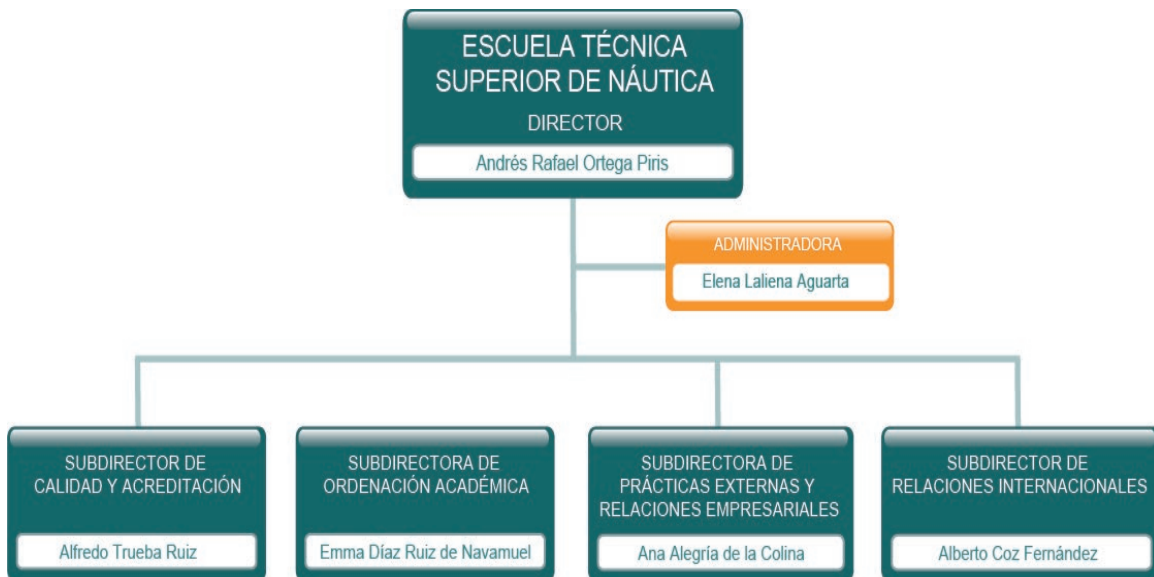 ESCUELA TÉCNICA
SUPERIOR DE NÁUTICA
DIRECTOR
Andrés Rafael Ortega Piris
ADMINISTRADORA
Elena Laliena Aguarta
SUBDIRECTOR DE
CALIDAD Y ACREDITACIÓN
Alfredo Trueba Ruiz
SUBDIRECTORA DE
ORDENACIÓN ACADÉMICA
Emma Díaz Ruiz de Navamuel
SUBDIRECTORA DE
PRÁCTICAS EXTERNAS Y
RELACIONES EMPRESARIALES
Ana Alegría de la Colina
SUBDIRECTOR DE
RELACIONES INTERNACIONALES
Alberto Coz Fernández